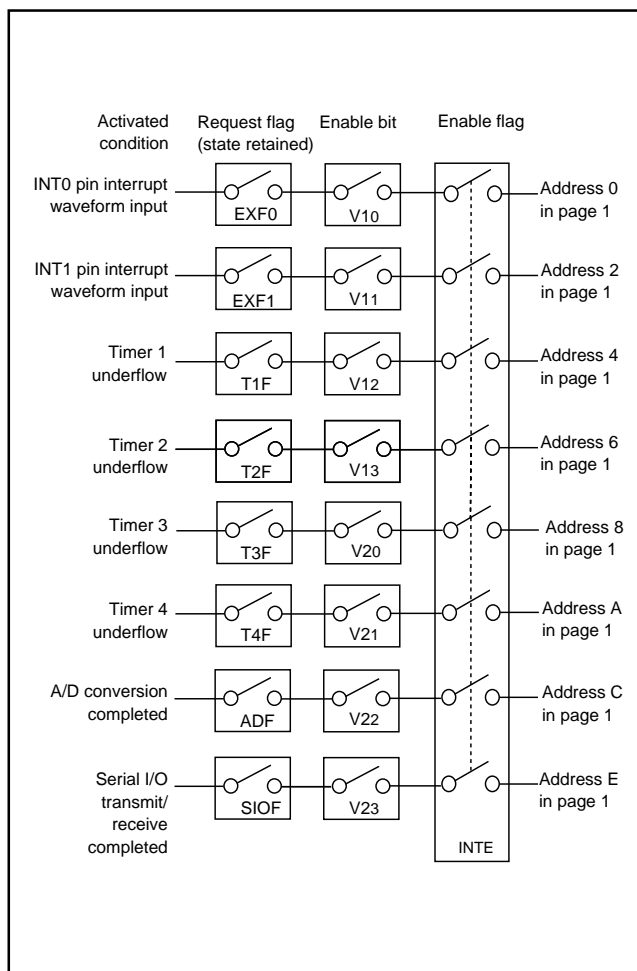 Activated condition
Request flag (state retained)
Enable bit
Enable flag
INT0 pin interrupt waveform input
EXF0
V10
Address 0 in page 1
INT1 pin interrupt waveform input
EXF1
V11
Address 2 in page 1
Timer 1 underflow
T1F
V12
Address 4 in page 1
Timer 2 underflow
T2F
V13
Address 6 in page 1
Timer 3 underflow
T3F
V20
Address 8 in page 1
Timer 4 underflow
T4F
V21
Address A in page 1
A/D conversion completed
ADF
V22
Address C in page 1
Serial I/O transmit/ receive completed
SIOF
V23
Address E in page 1
INTE